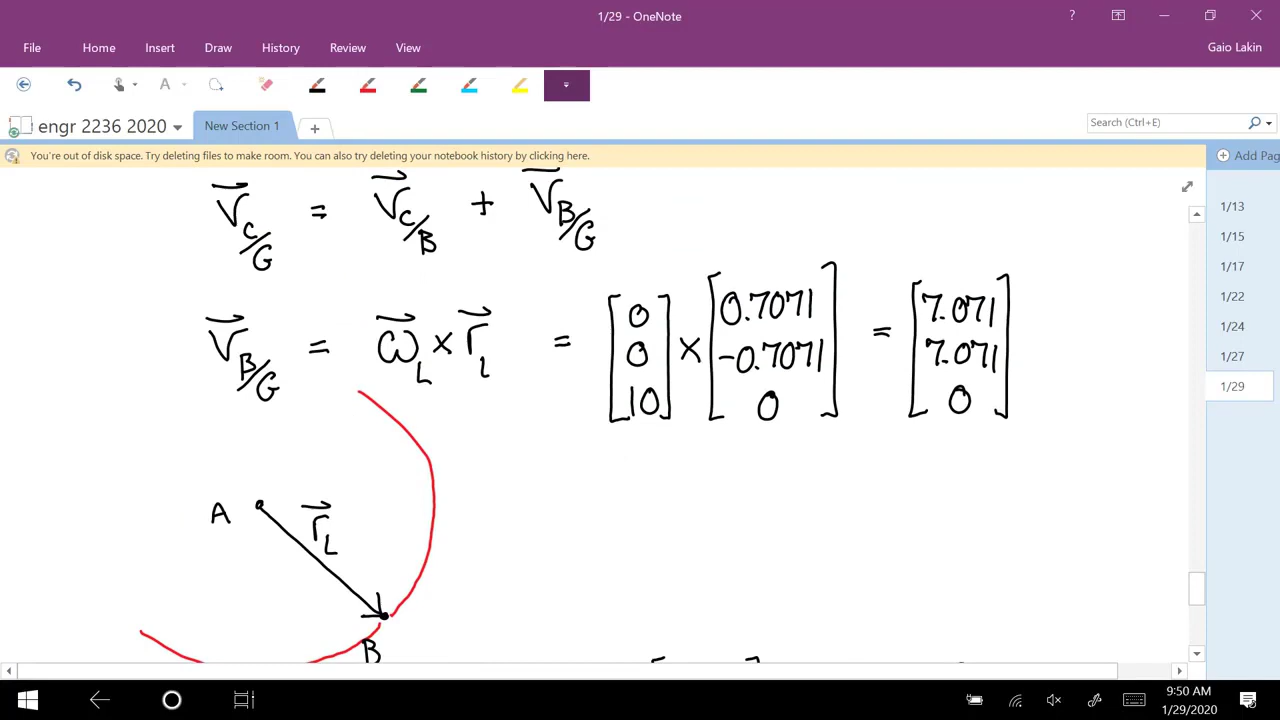 1/29 - OneNote
?
File Home Insert Draw History Review View Gaio Lakin
A
engr 2236 2020 New Section 1 + Search (Ctrl+E)
You're out of disk space. Try deleting files to make room. You can also try deleting your notebook history by clicking here.
Add Pag
1/13
1/15
1/17
1/22
1/24
1/27
1/29
V⃗_{C/G} = V⃗_{C/B} + V⃗_{B/G}
V⃗_{B/G} = ω⃗_L × r⃗_L = [0 0 10] × [0.7071 -0.7071 0] = [7.071 7.071 0]
A r⃗_L
B
9:50 AM
1/29/2020